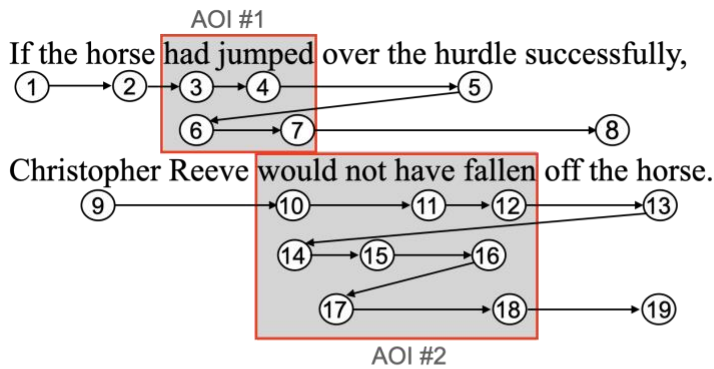 AOI #1
If the horse had jumped over the hurdle successfully,
1 2 3 4 5
6 7 8
Christopher Reeve would not have fallen off the horse.
9 10 11 12 13
14 15 16
17 18 19
AOI #2